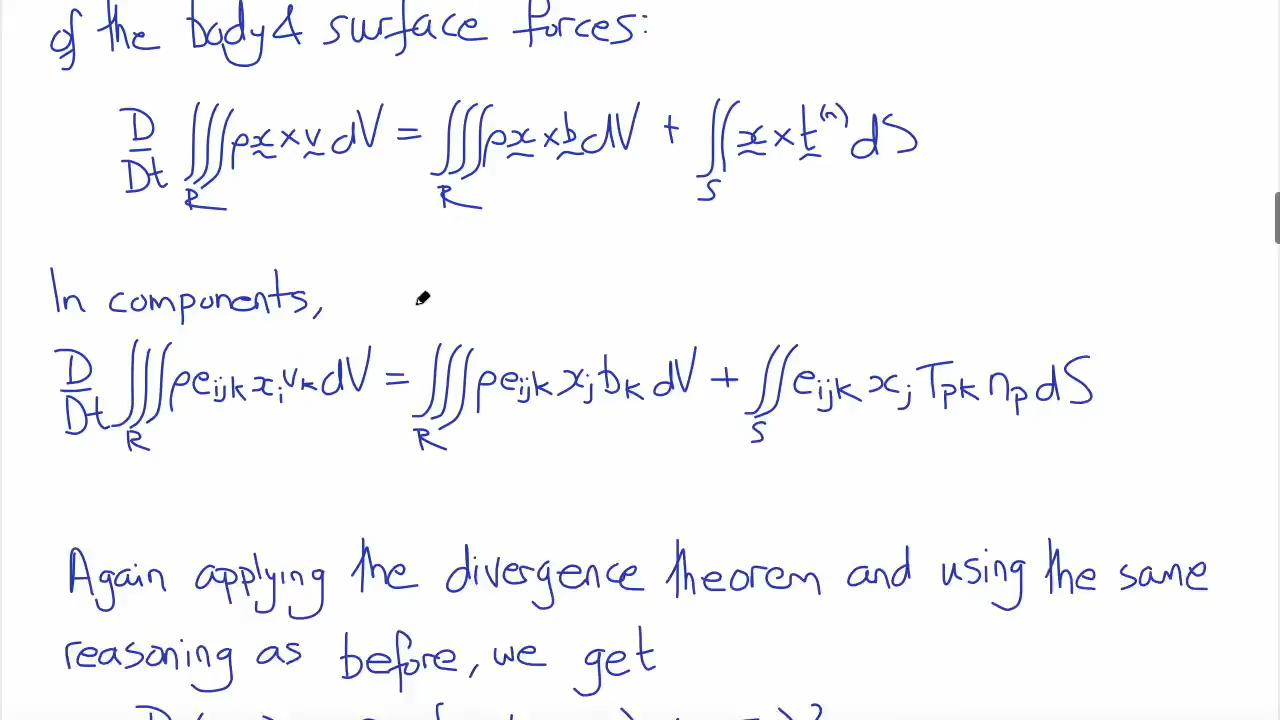 of the body & surface forces:
D/Dt ∭_R ρx̰ × v̰ dV = ∭_R ρx̰ × b̰ dV + ∬_S x̰ × t̰^(n) dS
In components,
D/Dt ∭_R ρe_ijk x_i v_k dV = ∭_R ρe_ijk x_j b_k dV + ∬_S e_ijk x_j T_pk n_p dS
Again applying the divergence theorem and using the same
reasoning as before, we get